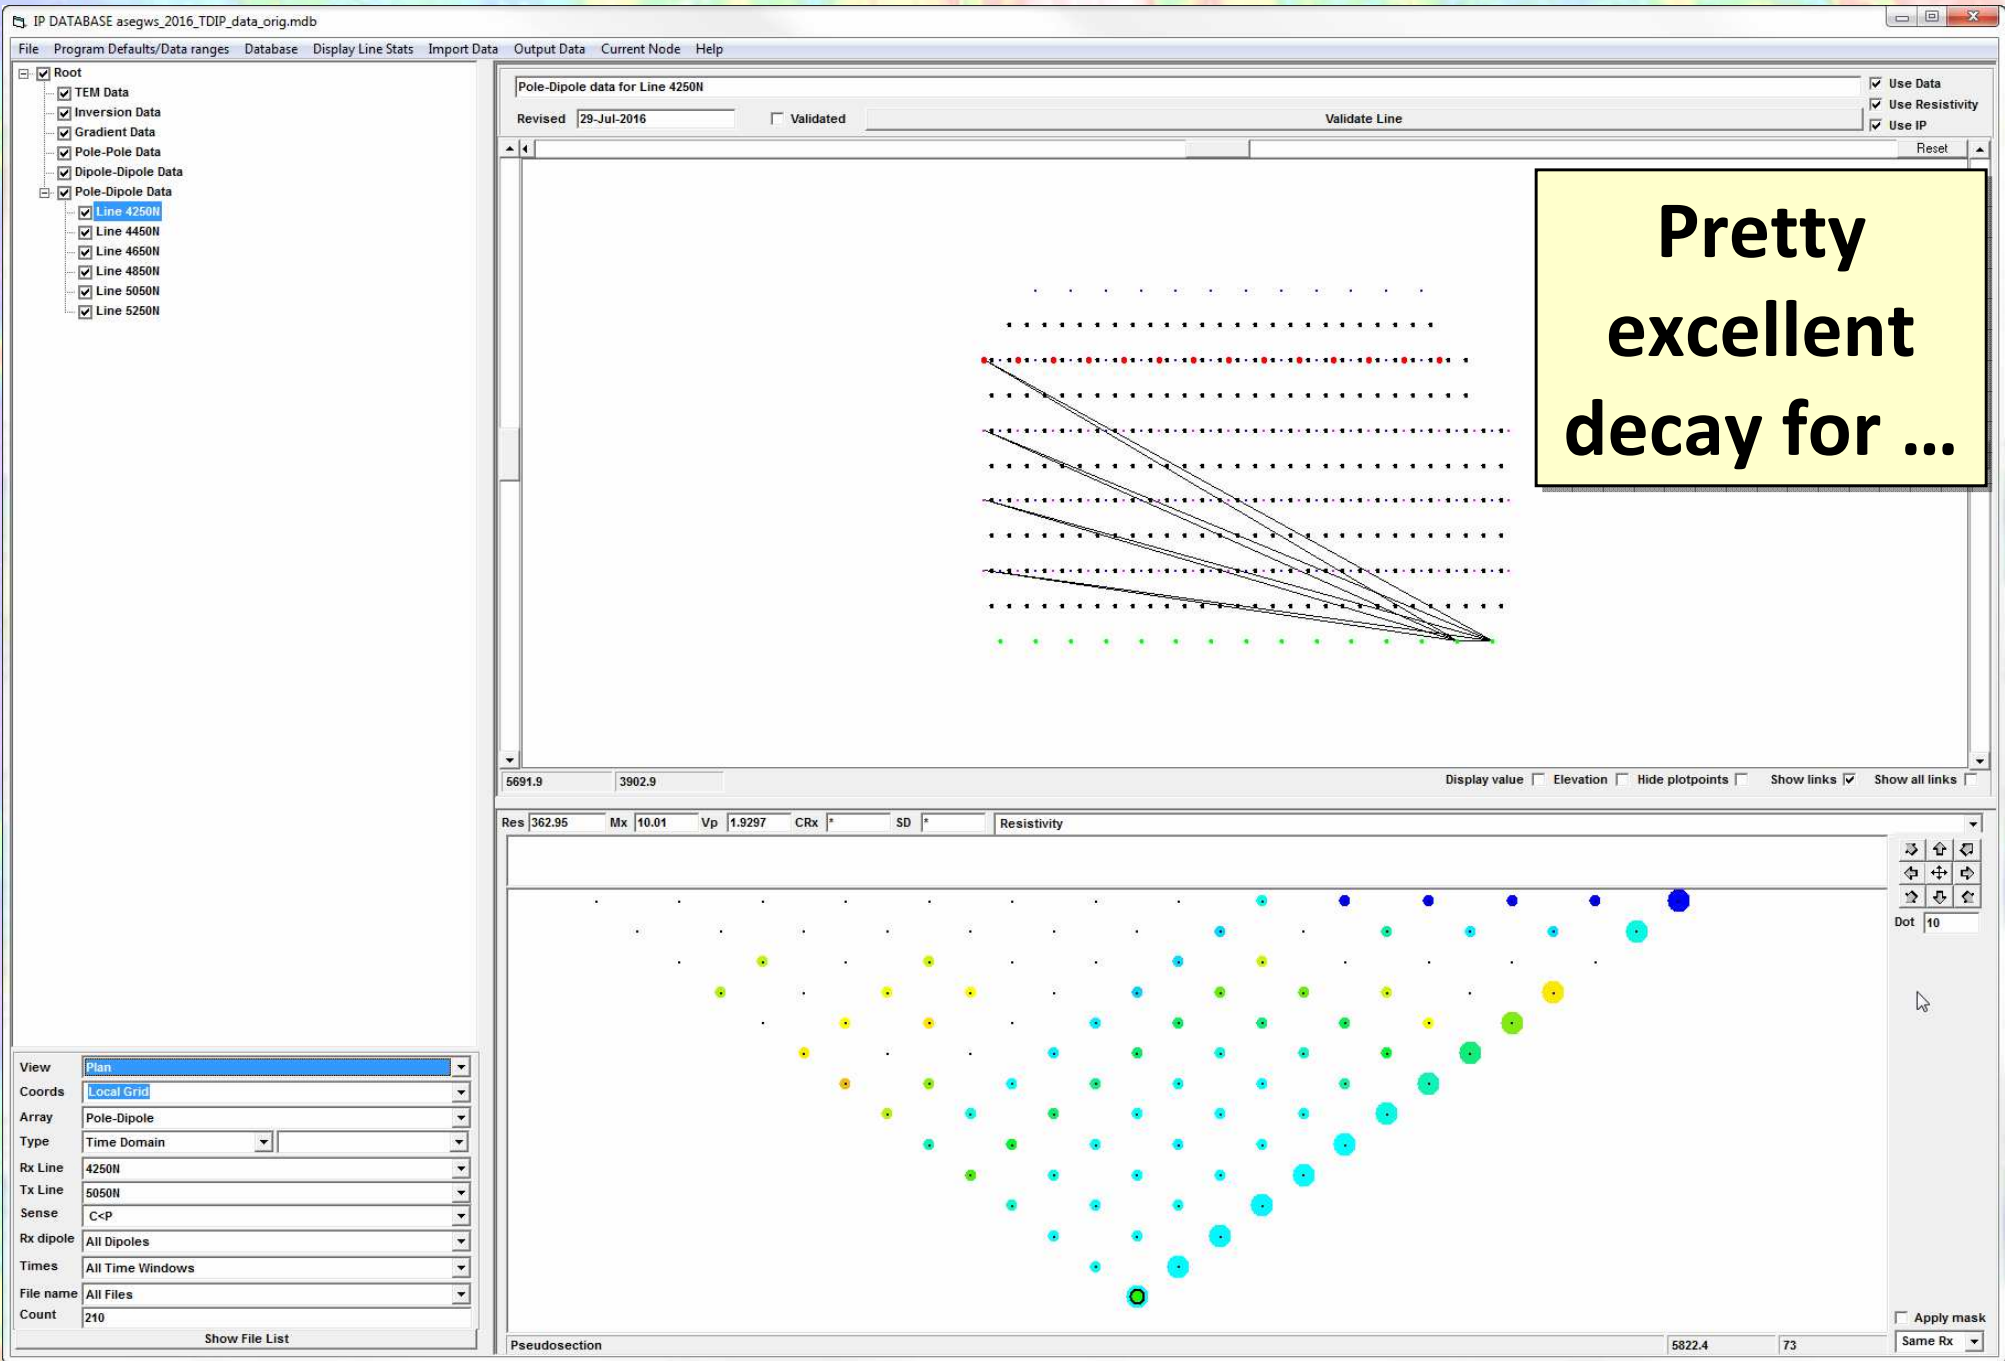 IP DATABASE asegws_2016_TDIP_data_orig.mdb
File Program Defaults/Data ranges Database Display Line Stats Import Data Output Data Current Node Help
Root
TEM Data
Inversion Data
Gradient Data
Pole-Pole Data
Dipole-Dipole Data
Pole-Dipole Data
Line 4250N
Line 4450N
Line 4650N
Line 4850N
Line 5050N
Line 5250N
Pole-Dipole data for Line 4250N
Use Data
Revised 29-Jul-2016 Validated Validate Line
Use Resistivity
Use IP
Reset
Pretty
excellent
decay for ...
5691.9 3902.9 Display value Elevation Hide plotpoints Show links Show all links
Res 362.95 Mx 10.01 Vp 1.9297 CRx * SD * Resistivity
Dot 10
View Plan
Coords Local Grid
Array Pole-Dipole
Type Time Domain
Rx Line 4250N
Tx Line 5050N
Sense C<P
Rx dipole All Dipoles
Times All Time Windows
File name All Files
Count 210
Show File List
Apply mask
Pseudosection 5822.4 73 Same Rx